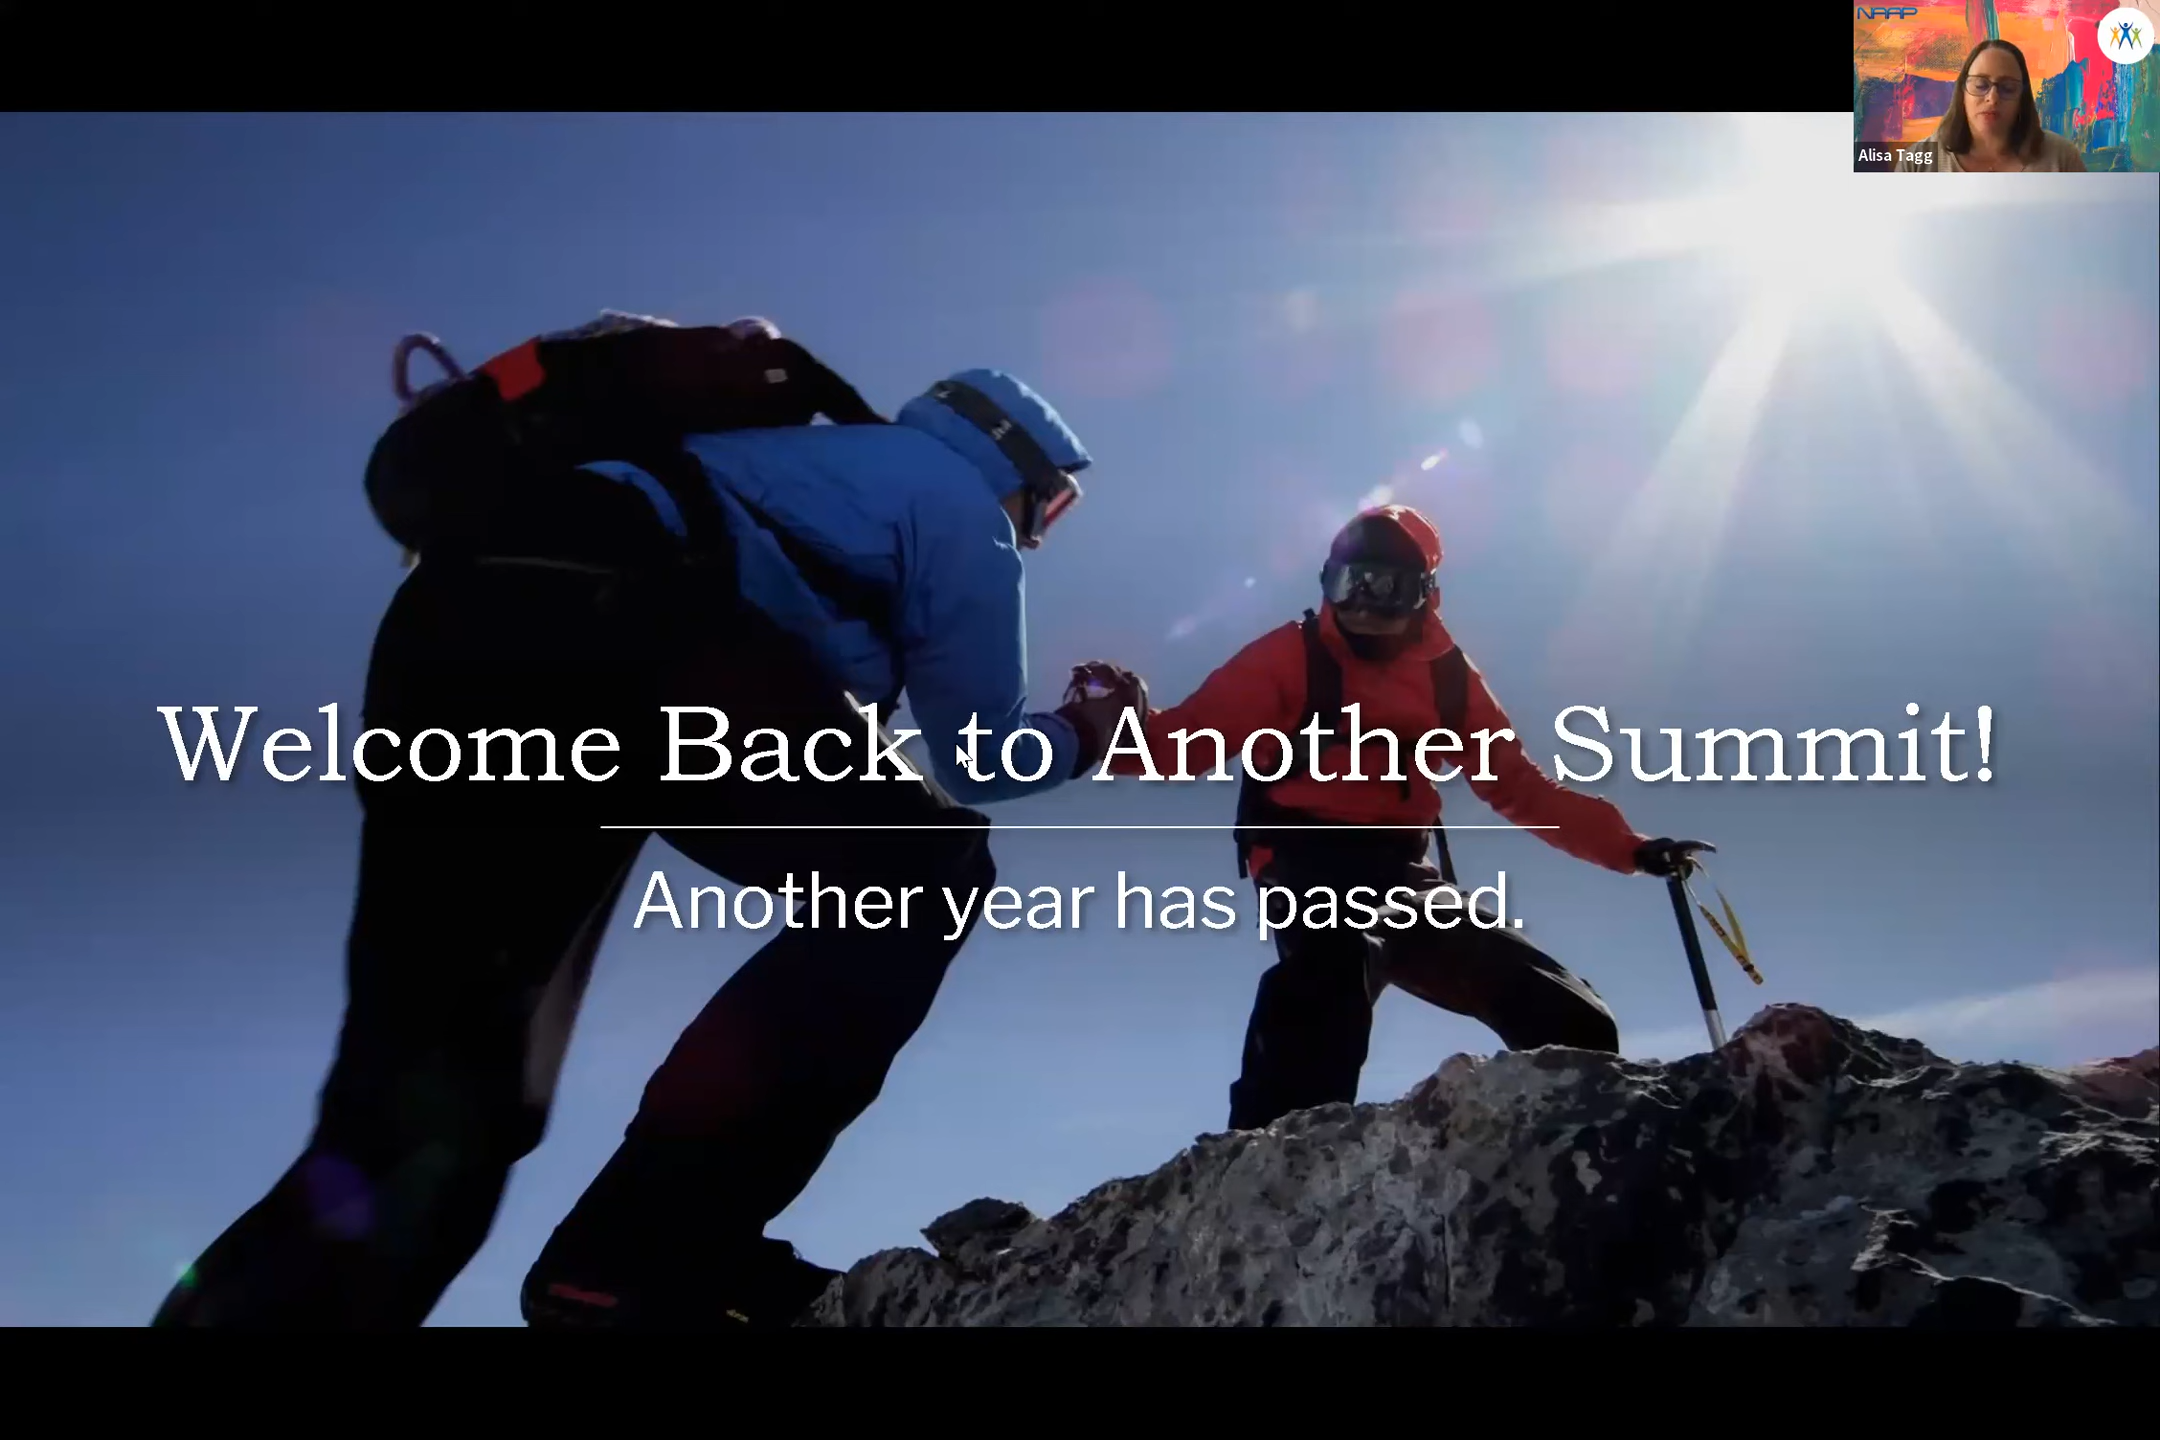 NAAP
Alisa Tagg
Welcome Back to Another Summit!
Another year has passed.